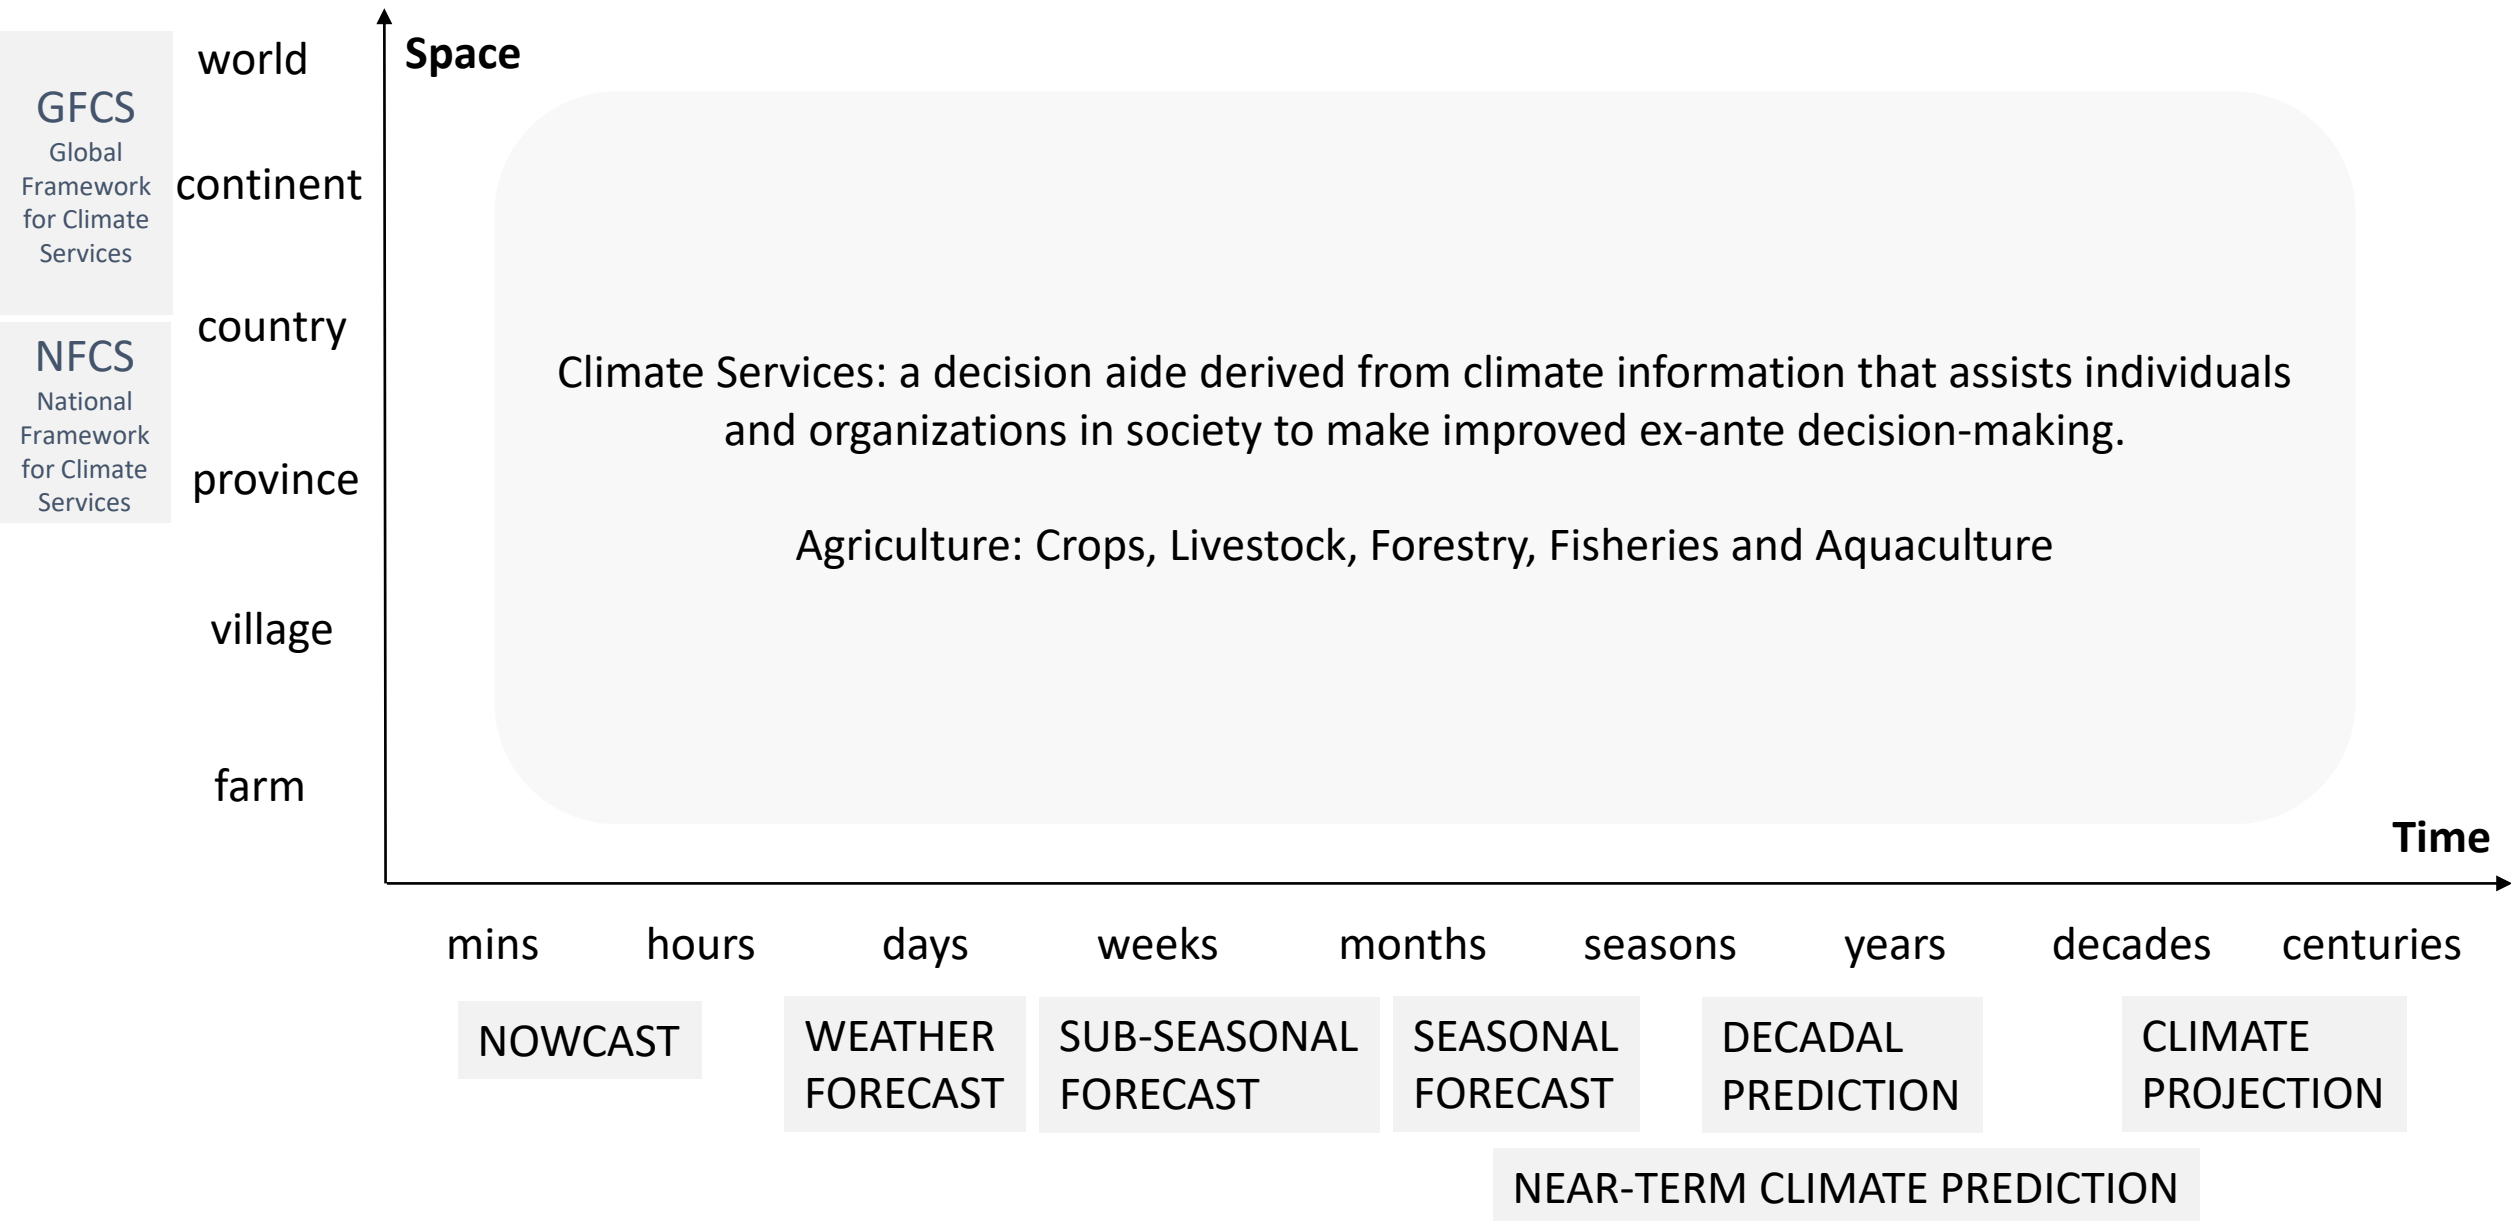 Space
world
continent
country
province
village
farm
GFCS
Global
Framework
for Climate
Services
NFCS
National
Framework
for Climate
Services
Climate Services: a decision aide derived from climate information that assists individuals
and organizations in society to make improved ex-ante decision-making.
Agriculture: Crops, Livestock, Forestry, Fisheries and Aquaculture
Time
mins hours days weeks months seasons years decades centuries
NOWCAST
WEATHER
FORECAST
SUB-SEASONAL
FORECAST
SEASONAL
FORECAST
DECADAL
PREDICTION
CLIMATE
PROJECTION
NEAR-TERM CLIMATE PREDICTION